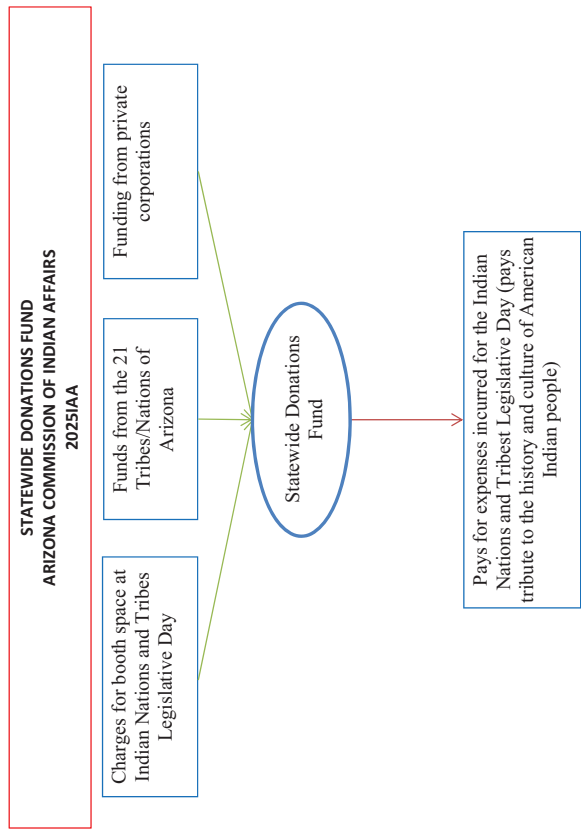 STATEWIDE DONATIONS FUND
ARIZONA COMMISSION OF INDIAN AFFAIRS
2025IAA
Charges for booth space at
Indian Nations and Tribes
Legislative Day
Funds from the 21
Tribes/Nations of
Arizona
Funding from private
corporations
Statewide Donations
Fund
Pays for expenses incurred for the Indian
Nations and Tribest Legislative Day (pays
tribute to the history and culture of American
Indian people)